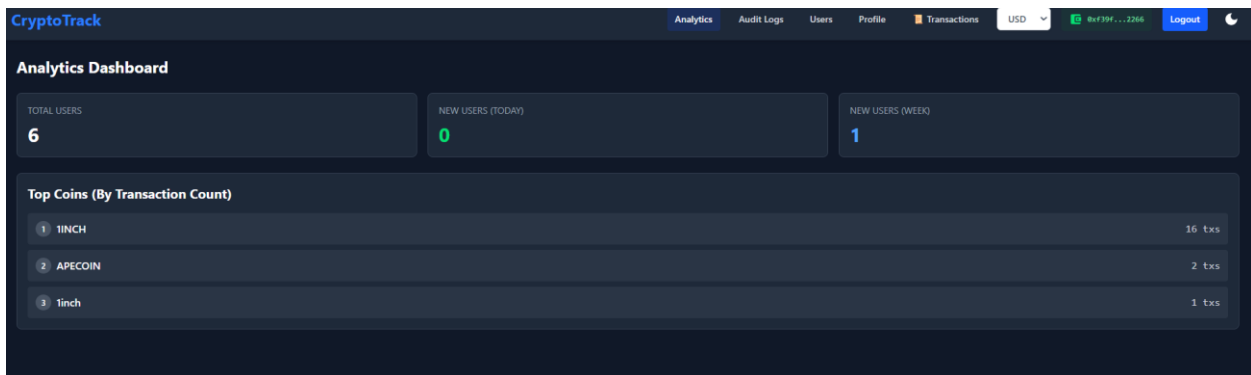 CryptoTrack Analytics Audit Logs Users Profile Transactions USD 0xf39f...2266 Logout
Analytics Dashboard
TOTAL USERS
6
NEW USERS (TODAY)
0
NEW USERS (WEEK)
1
Top Coins (By Transaction Count)
1 1INCH 16 txs
2 APECOIN 2 txs
3 1inch 1 txs